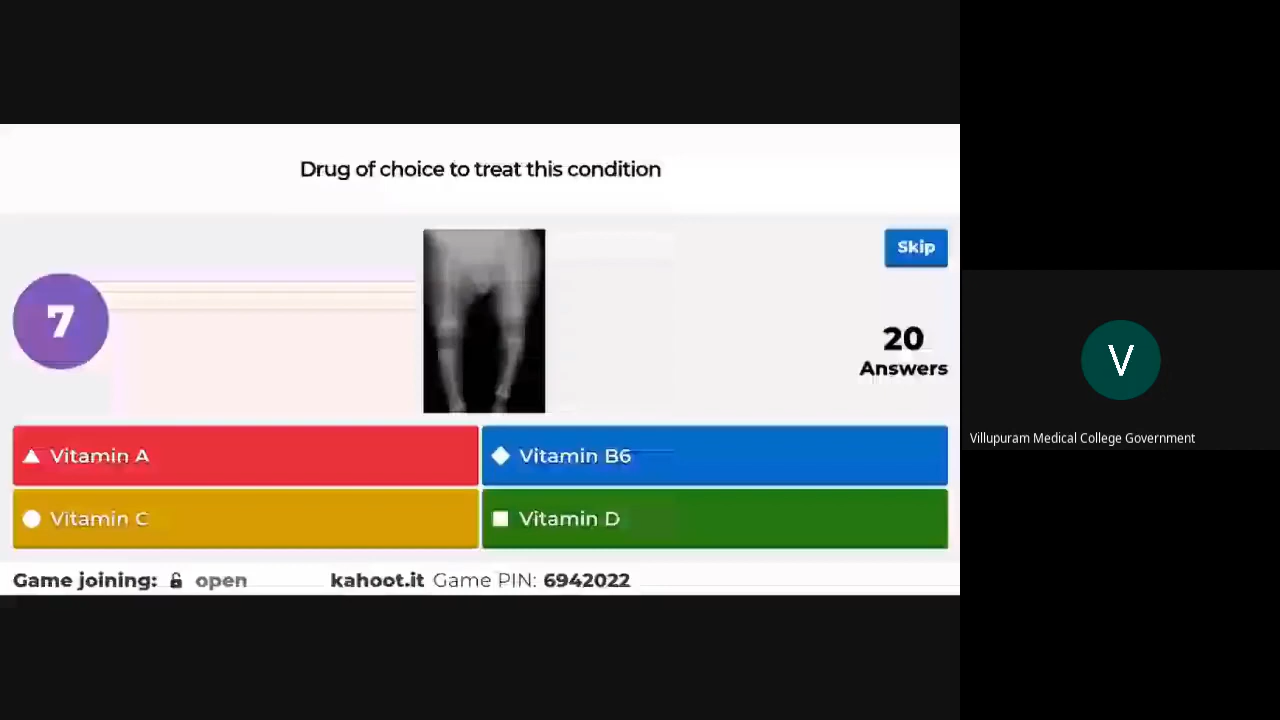 Drug of choice to treat this condition
Skip
7
20
Answers
Vitamin A
Vitamin B6
Vitamin C
Vitamin D
Game joining: open
kahoot.it Game PIN: 6942022
V
Villupuram Medical College Government